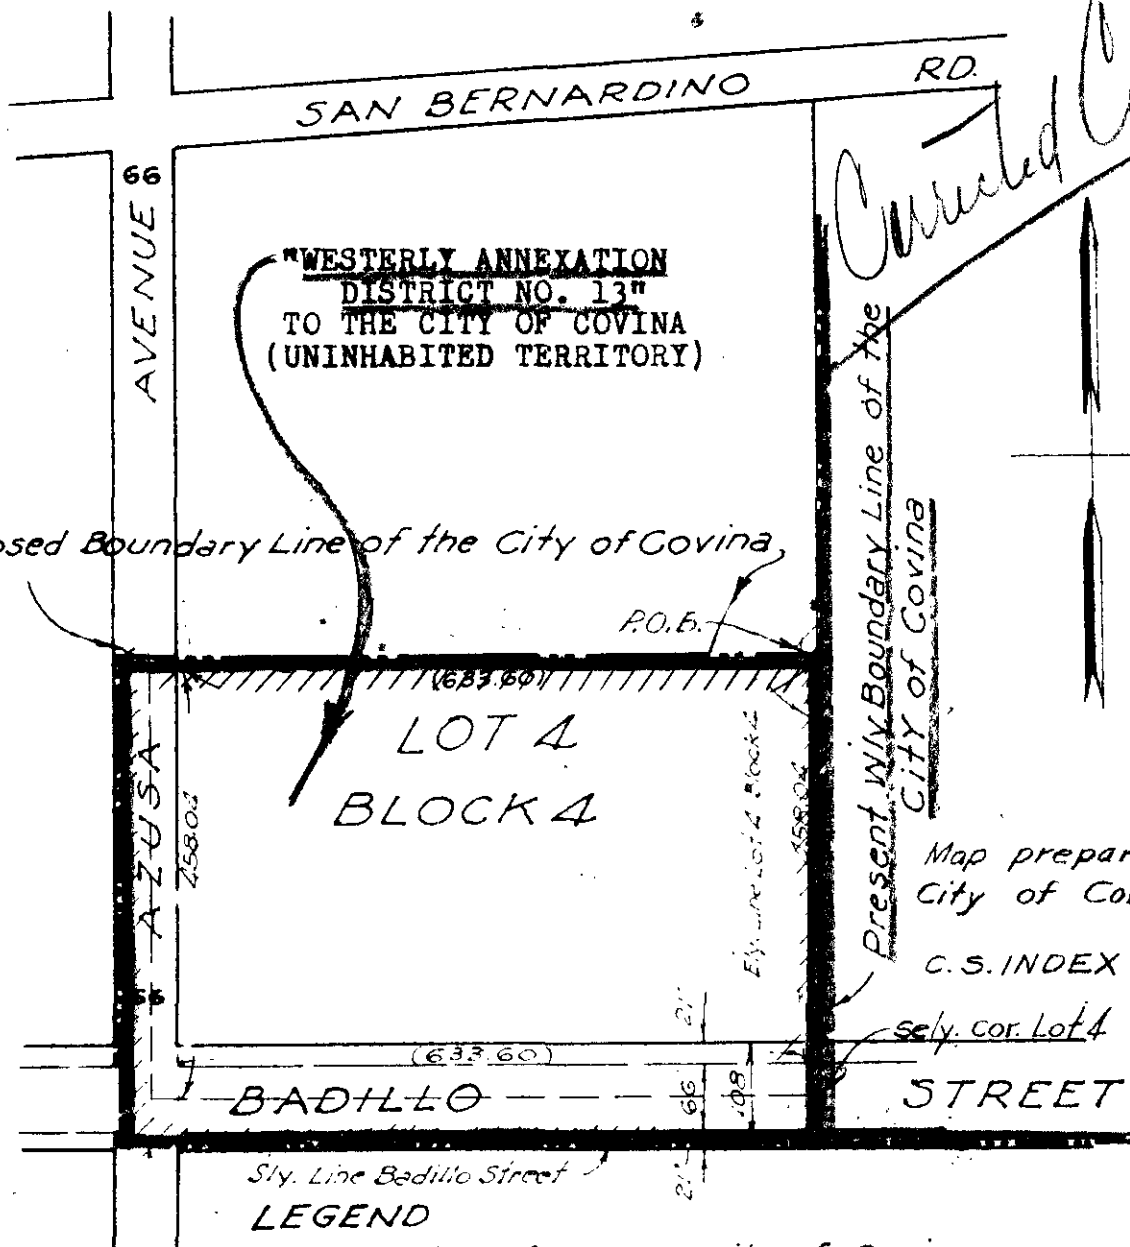 SAN BERNARDINO RD.
Corrected
66
AVENUE
"WESTERLY ANNEXATION
DISTRICT NO. 13"
TO THE CITY OF COVINA
(UNINHABITED TERRITORY)
Boundary Line of the City of Covina
P.O.B.
Present Wly Boundary Line of the
City of Covina
(633.60)
LOT 4
BLOCK 4
AZUSA
458.04
Ely. Line Lot 4 Block 4
458.04
Map
City of
C.S. INDEX
sely. cor. Lot 4
(633.60)
21'
66
108
21'
BADILLO STREET
Sly. Line Badillo Street
LEGEND